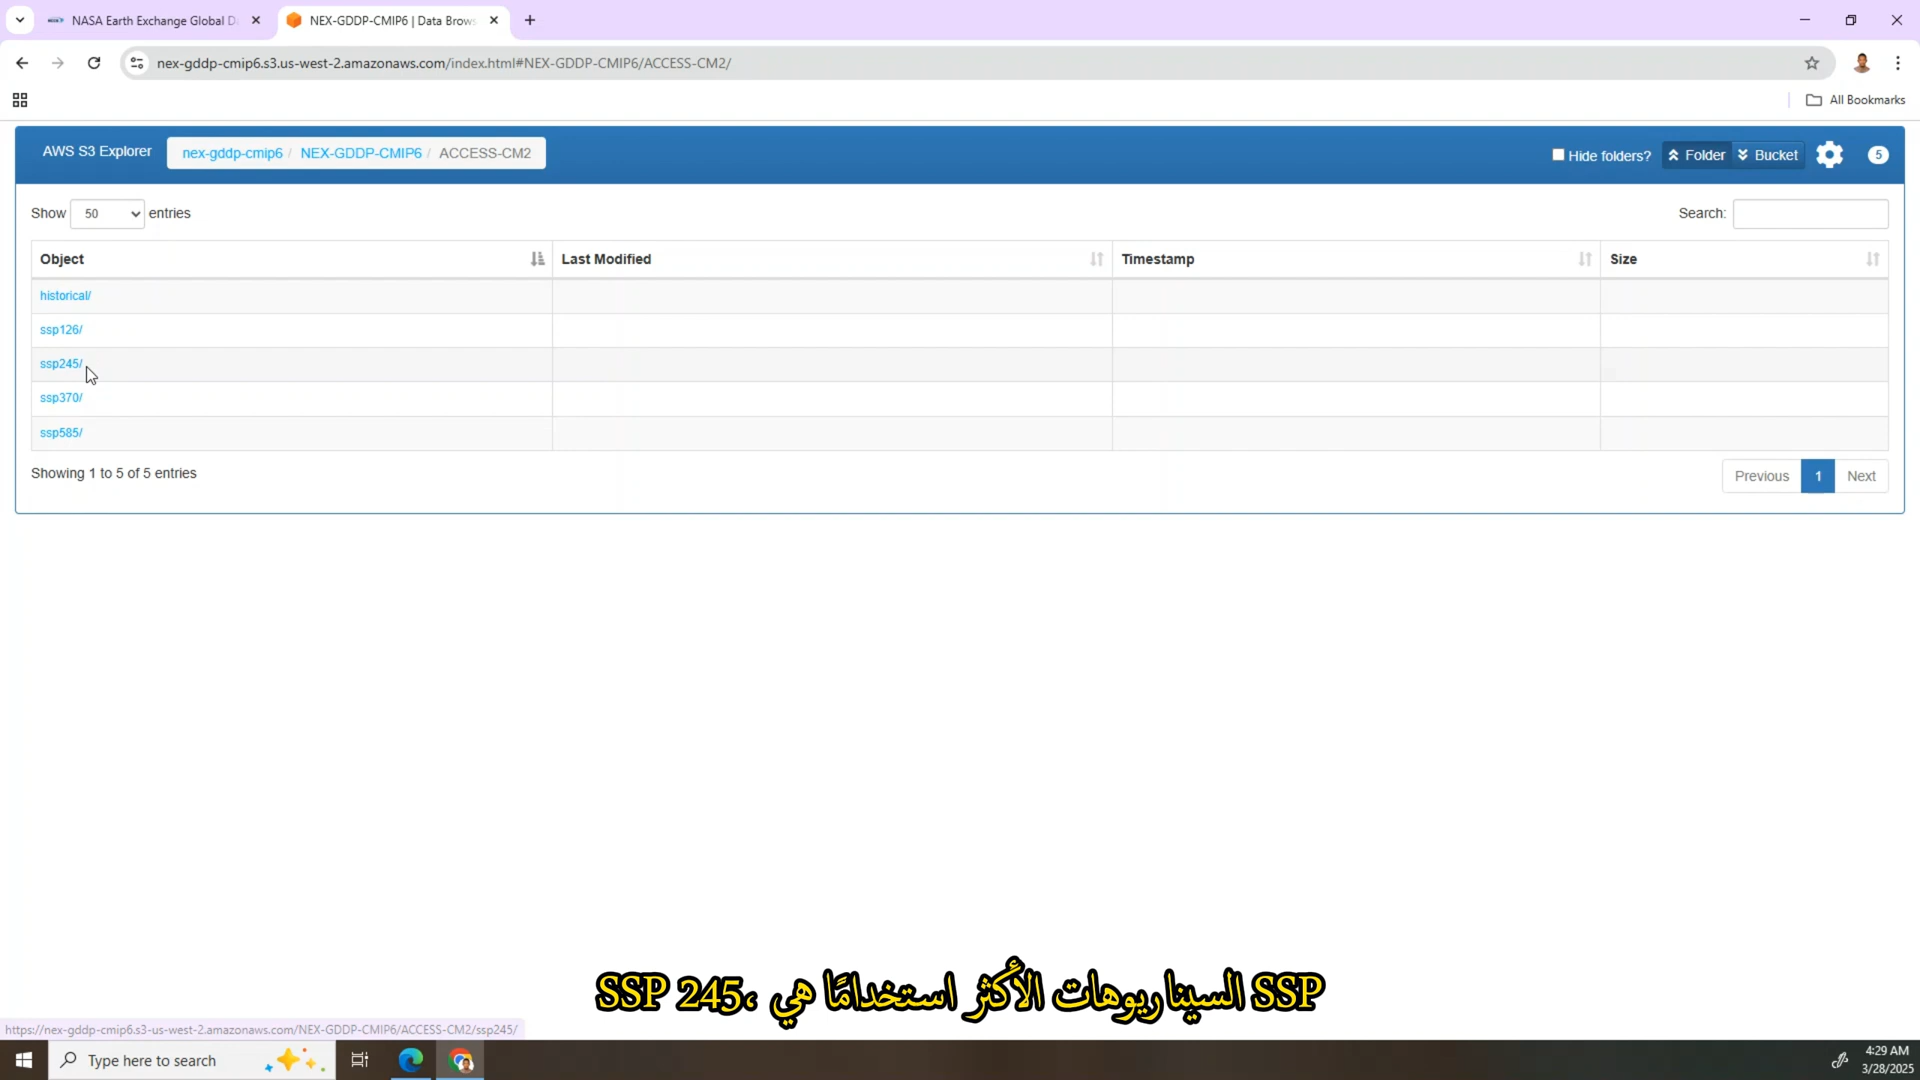 NASA Earth Exchange Global D
NEX-GDDP-CMIP6 | Data Brows
nex-gddp-cmip6.s3.us-west-2.amazonaws.com/index.html#NEX-GDDP-CMIP6/ACCESS-CM2/
All Bookmarks
AWS S3 Explorer nex-gddp-cmip6 / NEX-GDDP-CMIP6 / ACCESS-CM2 Hide folders? Folder Bucket 5
Show 50 entries Search:
Object Last Modified Timestamp Size
historical/
ssp126/
ssp245/
ssp370/
ssp585/
Showing 1 to 5 of 5 entries Previous 1 Next
السيناريوهات الأكثر استخدامًا هي SSP SSP 245،
https://nex-gddp-cmip6.s3-us-west-2.amazonaws.com/NEX-GDDP-CMIP6/ACCESS-CM2/ssp245/
Type here to search
4:29 AM
3/28/2025